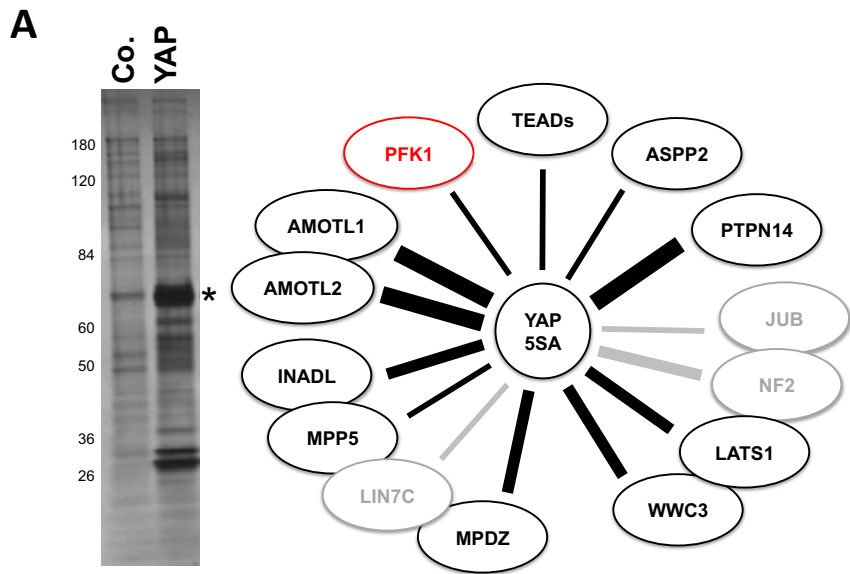 A
Co.
YAP
180
120
84
60
50
36
26
*
TEADs
PFK1
ASPP2
AMOTL1
PTPN14
AMOTL2
YAP
5SA
JUB
INADL
NF2
MPP5
LATS1
LIN7C
WWC3
MPDZ